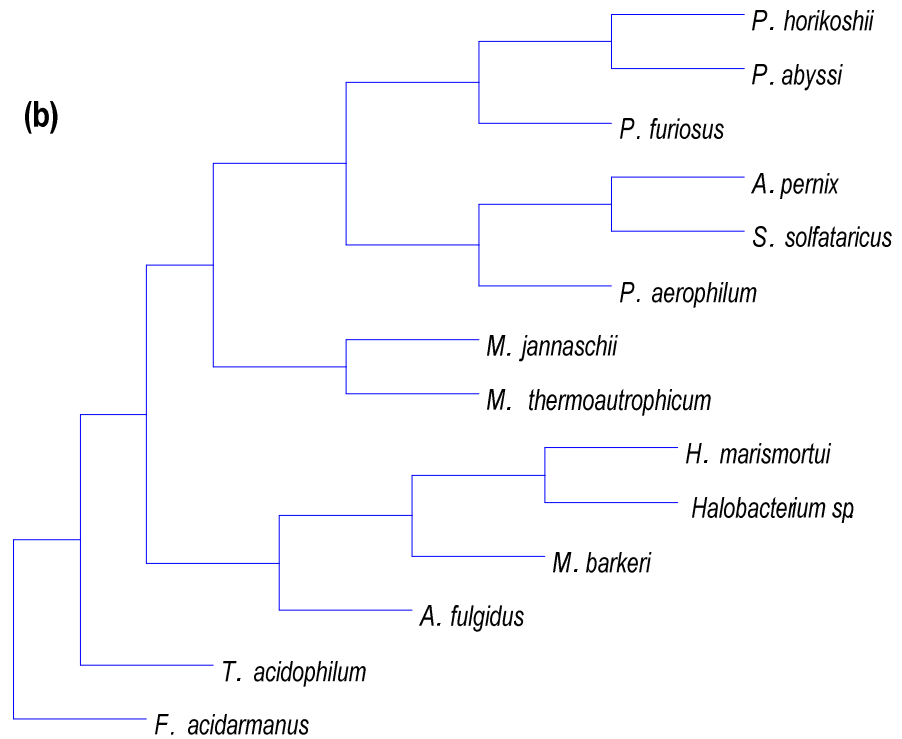 P. horikoshii
P. abyssi
(b)
P. furiosus
A. pernix
S. solfataricus
P. aerophilum
M. jannaschii
M. thermoautrophicum
H. marismortui
Halobacterium sp.
M. barkeri
A. fulgidus
T. acidophilum
F. acidarmanus